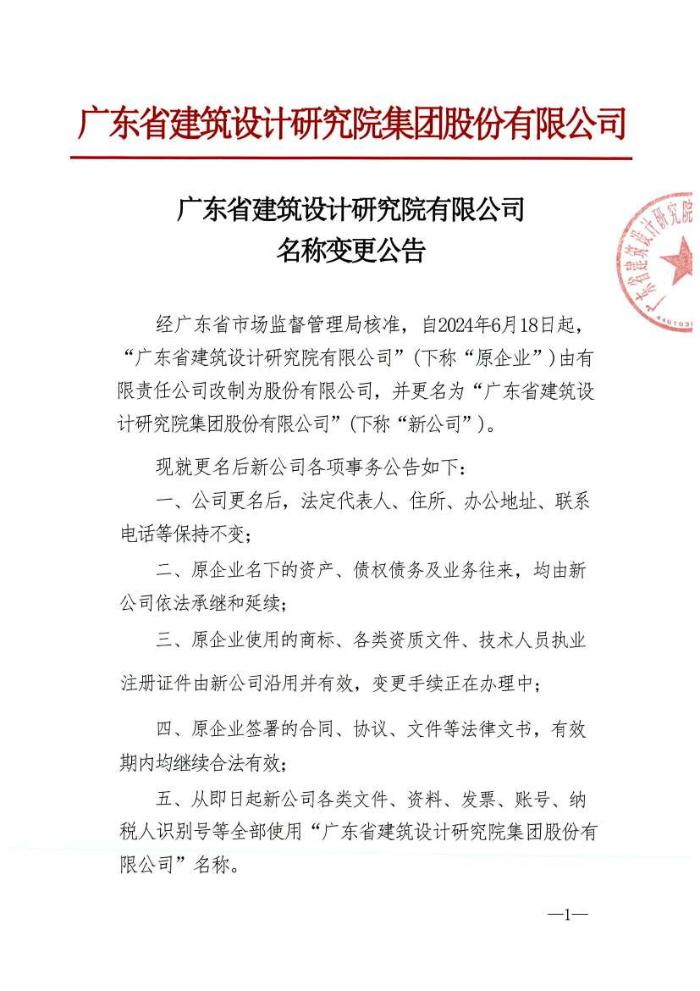 广东省建筑设计研究院集团股份有限公司
广东省建筑设计研究院有限公司
名称变更公告
经广东省市场监督管理局核准，自2024年6月18日起，
“广东省建筑设计研究院有限公司”(下称“原企业”)由有
限责任公司改制为股份有限公司，并更名为“广东省建筑设
计研究院集团股份有限公司”(下称“新公司”)。
现就更名后新公司各项事务公告如下：
一、公司更名后，法定代表人、住所、办公地址、联系
电话等保持不变；
二、原企业名下的资产、债权债务及业务往来，均由新
公司依法承继和延续；
三、原企业使用的商标、各类资质文件、技术人员执业
注册证件由新公司沿用并有效，变更手续正在办理中；
四、原企业签署的合同、协议、文件等法律文书，有效
期内均继续合法有效；
五、从即日起新公司各类文件、资料、发票、账号、纳
税人识别号等全部使用“广东省建筑设计研究院集团股份有
限公司”名称。
—1—
广东省建筑设计研究院